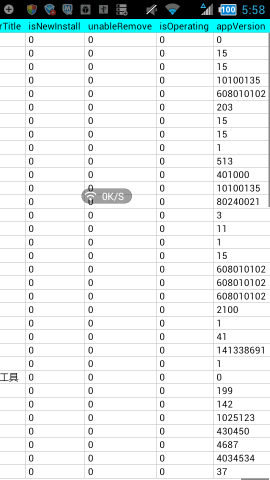 100 5:58
rTitle isNewInstall unableRemove isOperating appVersion
0 0 0 0
0 0 0 15
0 0 0 15
0 0 0 10100135
0 0 0 608010102
0 0 0 203
0 0 0 15
0 0 0 15
0 0 0 1
0 0 0 513
0 0 0 401000
0 0 0 10100135
0 0 0 80240021
0K/S
0 0 0 3
0 0 0 11
0 0 0 1
0 0 0 15
0 0 0 608010102
0 0 0 608010102
0 0 0 608010102
0 0 0 2100
0 0 0 1
0 0 0 41
0 0 0 141338691
0 0 0 1
工具 0 0 0 0
0 0 0 199
0 0 0 142
0 0 0 1025123
0 0 0 430450
0 0 0 4687
0 0 0 4034534
0 0 0 37